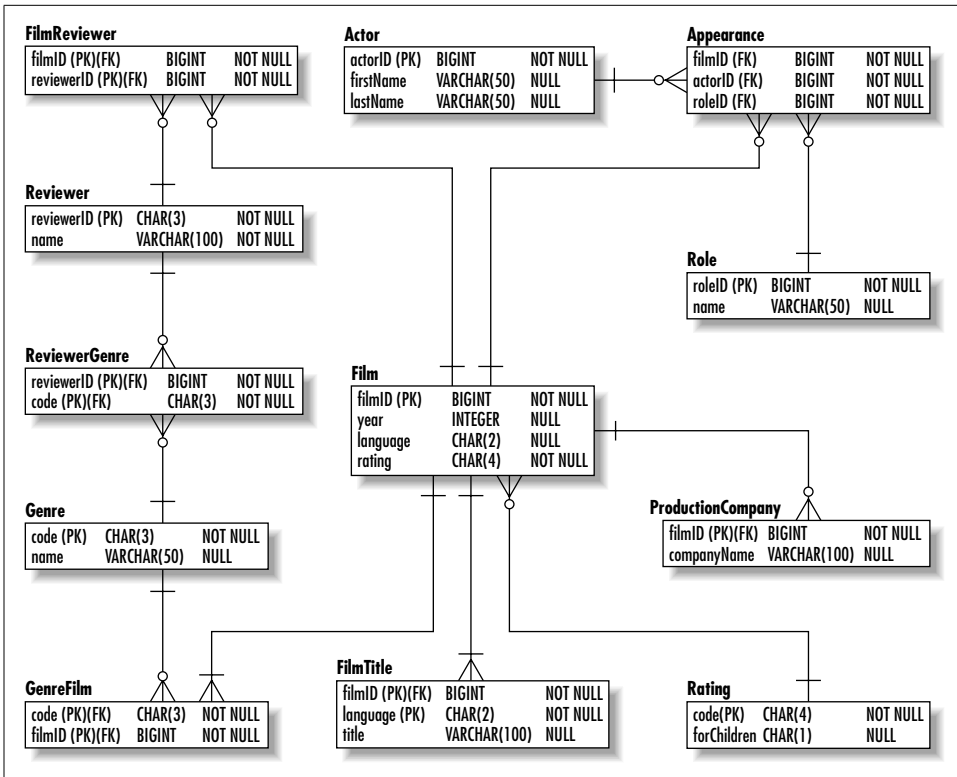 FilmReviewer
filmID (PK)(FK) BIGINT NOT NULL
reviewerID (PK)(FK) BIGINT NOT NULL
Actor
actorID (PK) BIGINT NOT NULL
firstName VARCHAR(50) NULL
lastName VARCHAR(50) NULL
Appearance
filmID (FK) BIGINT NOT NULL
actorID (FK) BIGINT NOT NULL
roleID (FK) BIGINT NOT NULL
Reviewer
reviewerID (PK) CHAR(3) NOT NULL
name VARCHAR(100) NOT NULL
Role
roleID (PK) BIGINT NOT NULL
name VARCHAR(50) NULL
ReviewerGenre
reviewerID (PK)(FK) BIGINT NOT NULL
code (PK)(FK) CHAR(3) NOT NULL
Film
filmID (PK) BIGINT NOT NULL
year INTEGER NULL
language CHAR(2) NULL
rating CHAR(4) NOT NULL
Genre
code (PK) CHAR(3) NOT NULL
name VARCHAR(50) NULL
ProductionCompany
filmID (PK)(FK) BIGINT NOT NULL
companyName VARCHAR(100) NULL
GenreFilm
code (PK)(FK) CHAR(3) NOT NULL
filmID (PK)(FK) BIGINT NOT NULL
FilmTitle
filmID (PK)(FK) BIGINT NOT NULL
language (PK) CHAR(2) NOT NULL
title VARCHAR(100) NULL
Rating
code(PK) CHAR(4) NOT NULL
forChildren CHAR(1) NULL